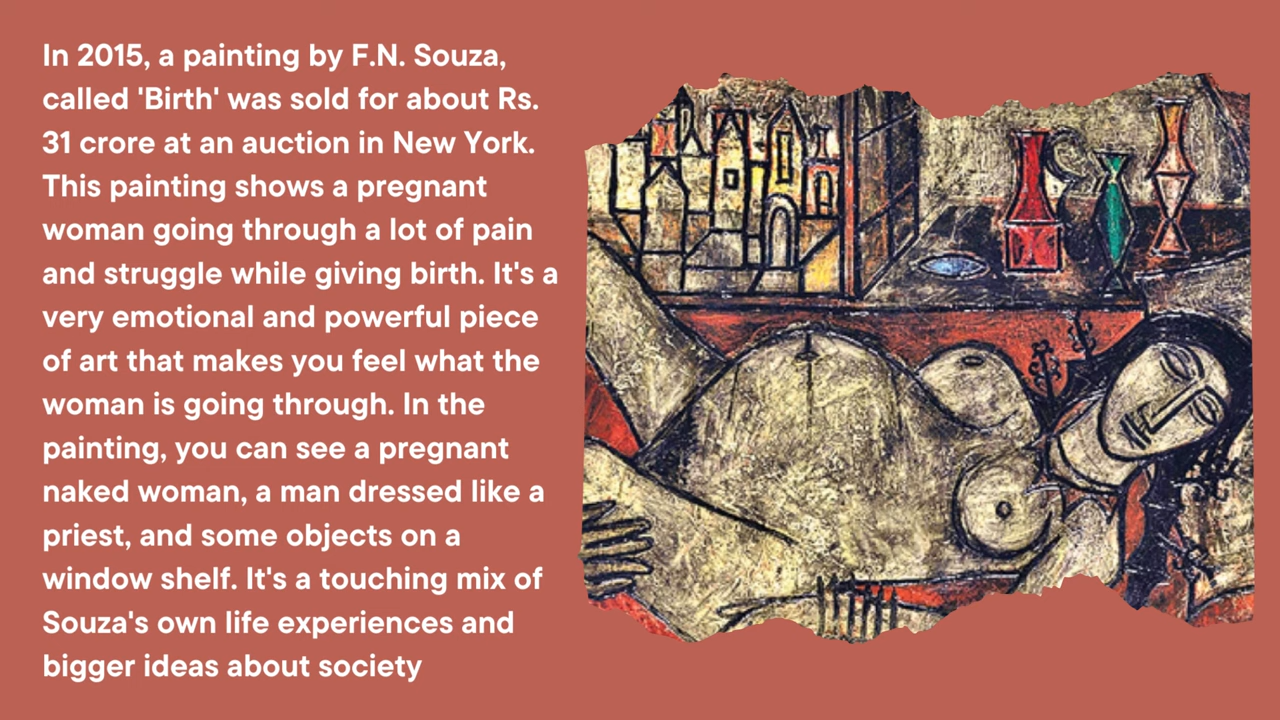 In 2015, a painting by F.N. Souza,
called 'Birth' was sold for about Rs.
31 crore at an auction in New York.
This painting shows a pregnant
woman going through a lot of pain
and struggle while giving birth. It's a
very emotional and powerful piece
of art that makes you feel what the
woman is going through. In the
painting, you can see a pregnant
naked woman, a man dressed like a
priest, and some objects on a
window shelf. It's a touching mix of
Souza's own life experiences and
bigger ideas about society